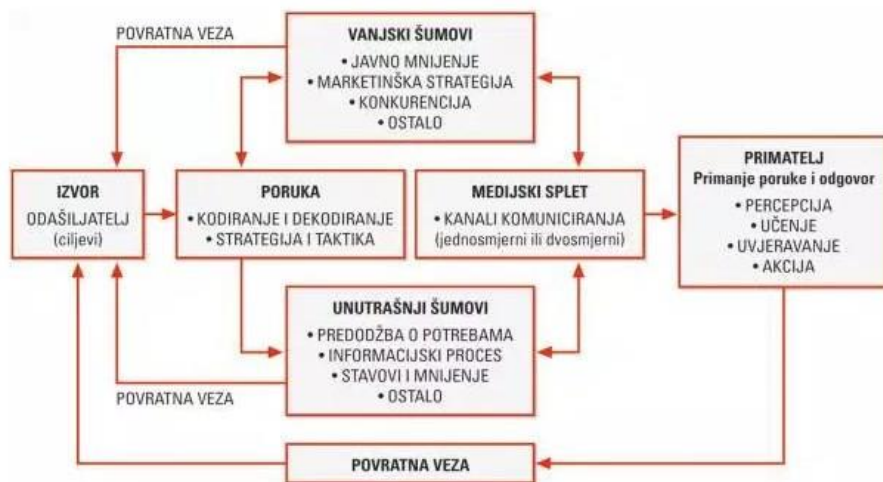 POVRATNA VEZA
VANJSKI ŠUMOVI
• JAVNO MNIJENJE
• MARKETINŠKA STRATEGIJA
• KONKURENCIJA
• OSTALO
IZVOR
ODAŠILJATELJ
(ciljevi)
PORUKA
• KODIRANJE I DEKODIRANJE
• STRATEGIJA I TAKTIKA
MEDIJSKI SPLET
• KANALI KOMUNICIRANJA
(jednosmjerni ili dvosmjerni)
PRIMATELJ
Primanje poruke i odgovor
• PERCEPCIJA
• UČENJE
• UVJERAVANJE
• AKCIJA
UNUTRAŠNJI ŠUMOVI
• PREDODŽBA O POTREBAMA
• INFORMACIJSKI PROCES
• STAVOVI I MNIJENJE
• OSTALO
POVRATNA VEZA
POVRATNA VEZA